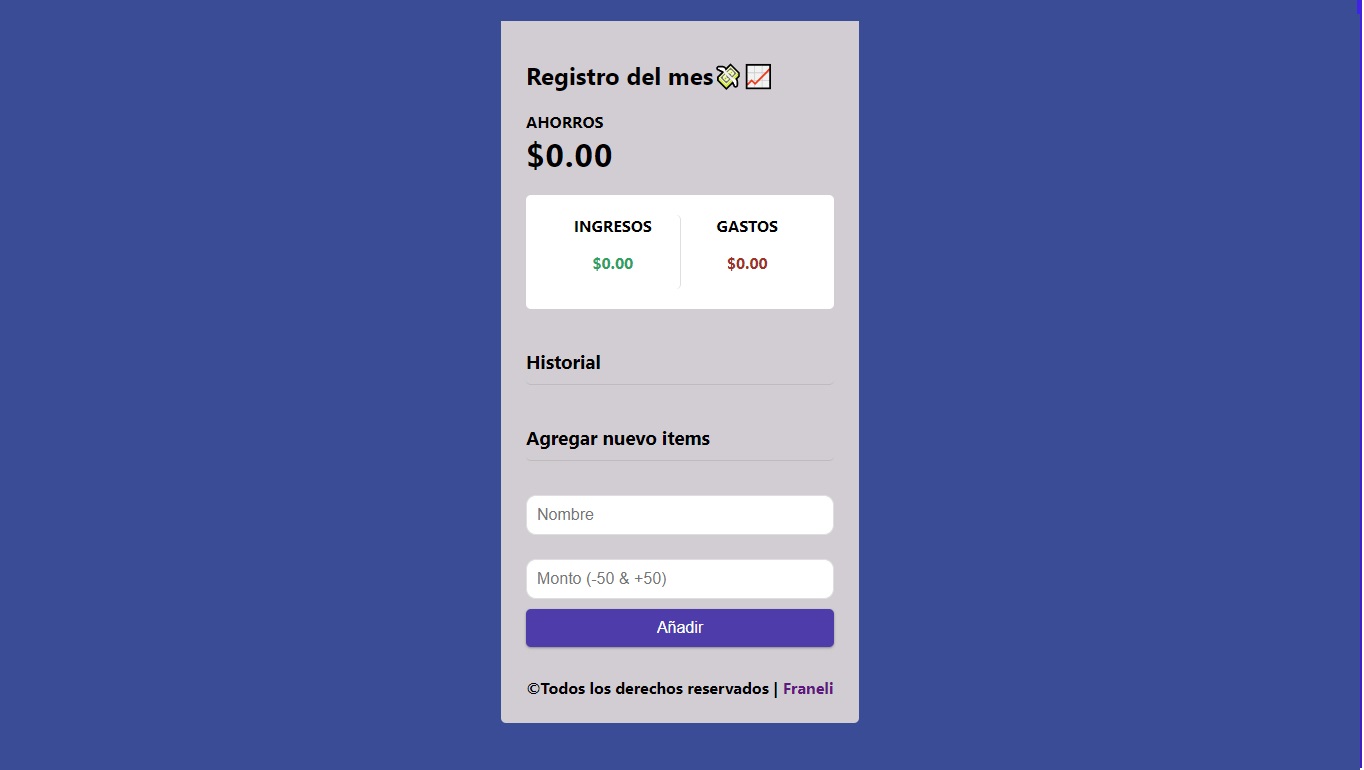 Registro del mes💸📈
AHORROS
$0.00
INGRESOS GASTOS
$0.00 $0.00
Historial
Agregar nuevo items
Nombre
Monto (-50 & +50)
Añadir
©Todos los derechos reservados | Franeli